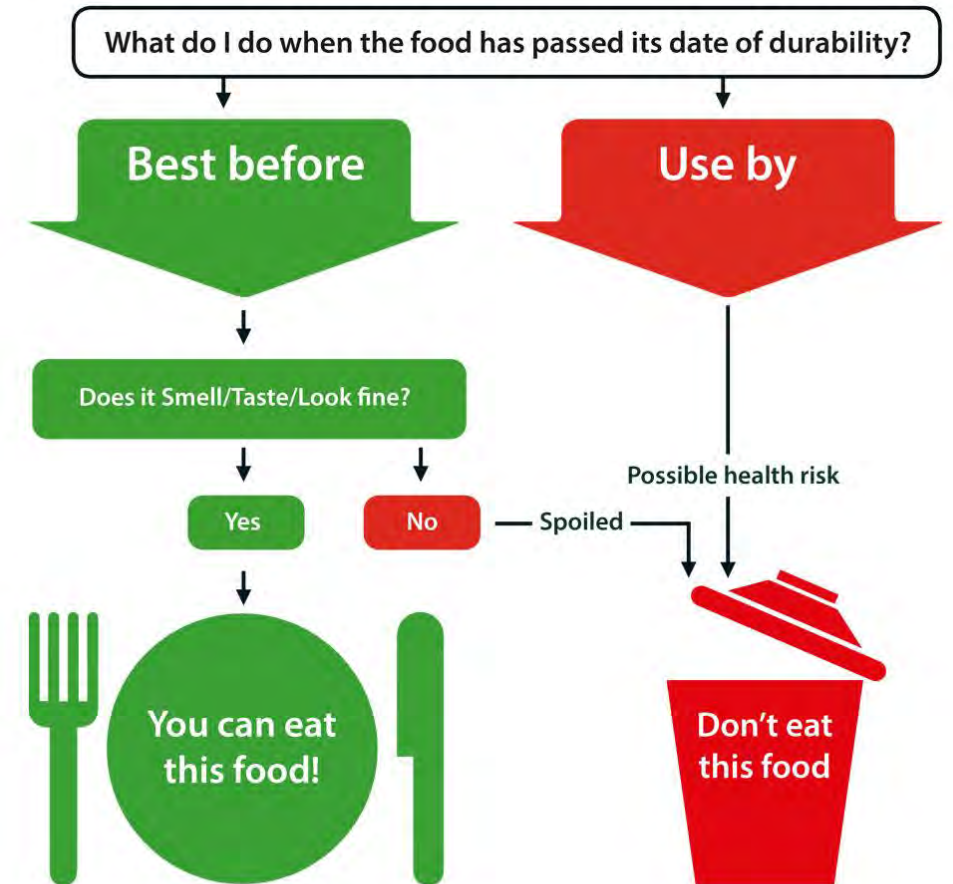 What do I do when the food has passed its date of durability?
Best before
Use by
Does it Smell/Taste/Look fine?
Possible health risk
Yes
No
Spoiled
You can eat
this food!
Don't eat
this food